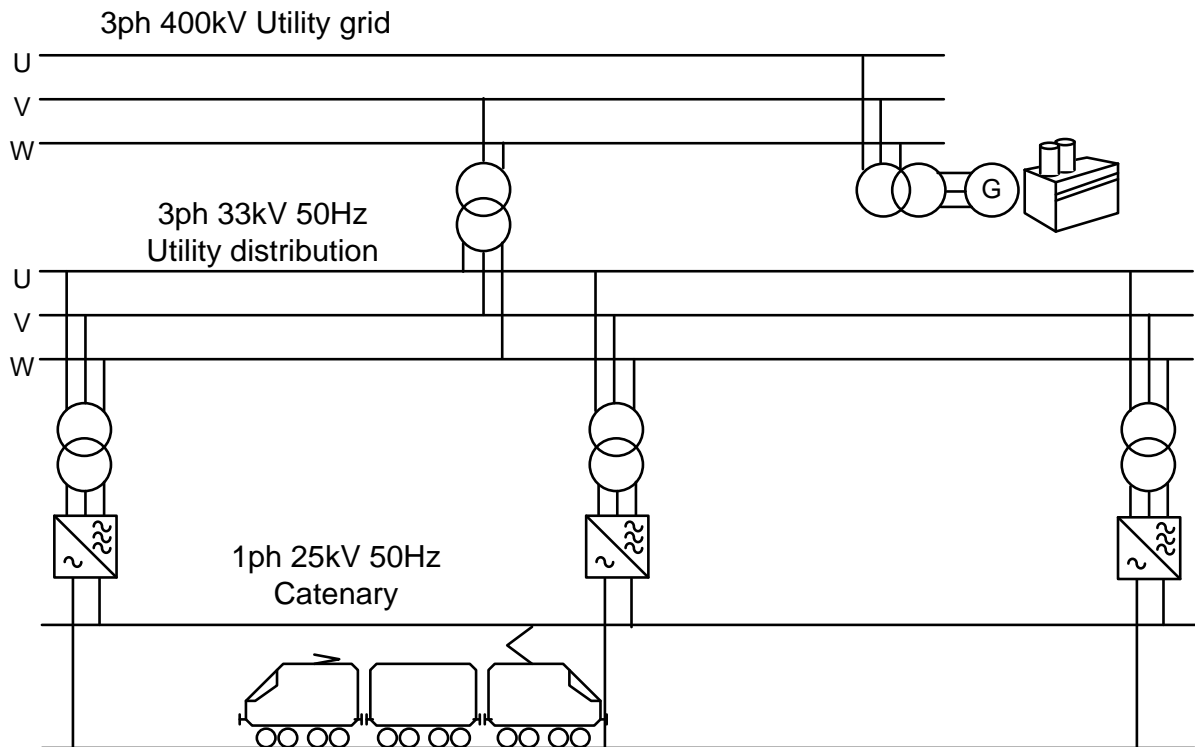 3ph 400kV Utility grid
U
V
W
G
3ph 33kV 50Hz
Utility distribution
U
V
W
1ph 25kV 50Hz
Catenary